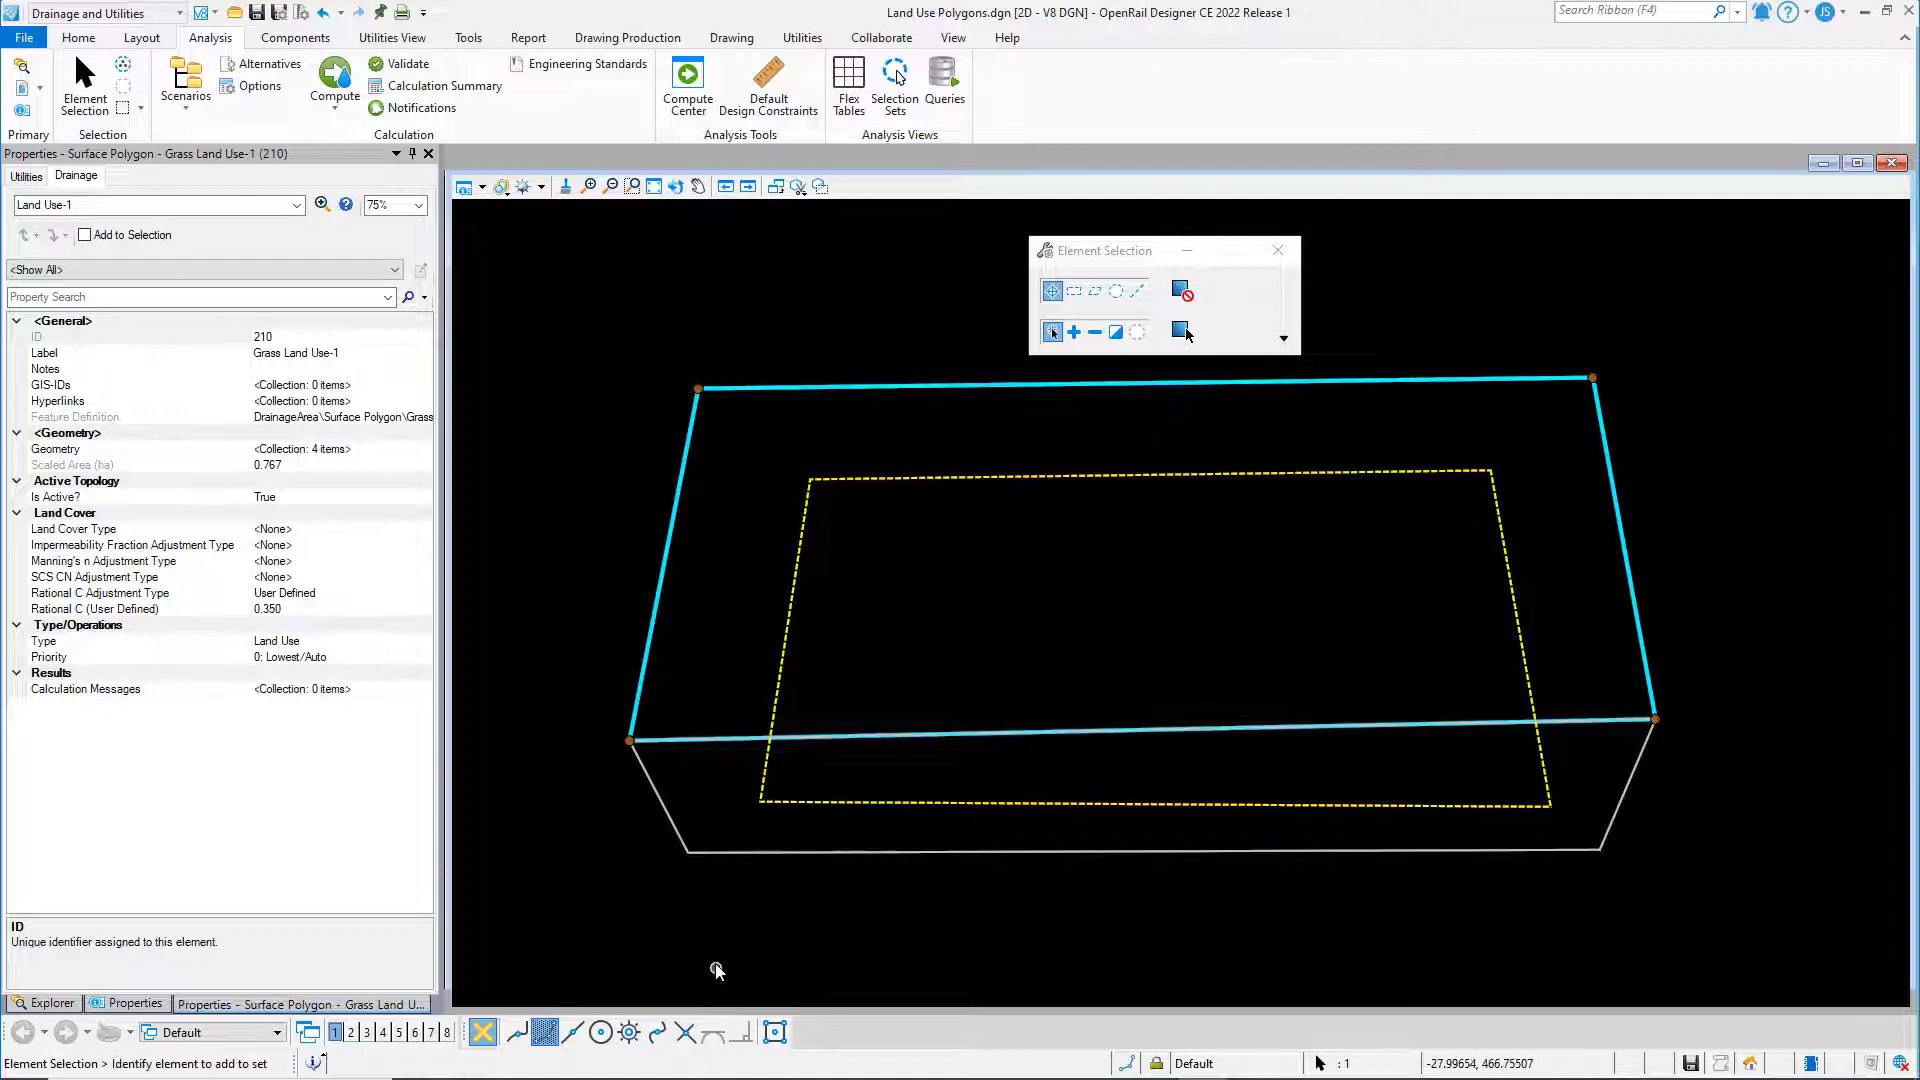 Drainage and Utilities
Land Use Polygons.dgn [2D - V8 DGN] - OpenRail Designer CE 2022 Release 1
Search Ribbon (F4)
JS
File Home Layout Analysis Components Utilities View Tools Report Drawing Production Drawing Utilities Collaborate View Help
Primary
Element Selection
Selection
Scenarios
Alternatives
Options
Compute
Validate
Calculation Summary
Notifications
Engineering Standards
Calculation
Compute Center
Default Design Constraints
Analysis Tools
Flex Tables
Selection Sets
Queries
Analysis Views
Properties - Surface Polygon - Grass Land Use-1 (210)
Utilities Drainage
Land Use-1
75%
Add to Selection
<Show All>
Property Search
<General>
ID 210
Label Grass Land Use-1
Notes
GIS-IDs <Collection: 0 items>
Hyperlinks <Collection: 0 items>
Feature Definition DrainageArea\Surface Polygon\Grass
<Geometry>
Geometry <Collection: 4 items>
Scaled Area (ha) 0.767
Active Topology
Is Active? True
Land Cover
Land Cover Type <None>
Impermeability Fraction Adjustment Type <None>
Manning's n Adjustment Type <None>
SCS CN Adjustment Type <None>
Rational C Adjustment Type User Defined
Rational C (User Defined) 0.350
Type/Operations
Type Land Use
Priority 0: Lowest/Auto
Results
Calculation Messages <Collection: 0 items>
ID
Unique identifier assigned to this element.
Element Selection
Explorer Properties Properties - Surface Polygon - Grass Land U...
Default
1 2 3 4 5 6 7 8
Element Selection > Identify element to add to set
Default
: 1
-27.99654, 466.75507